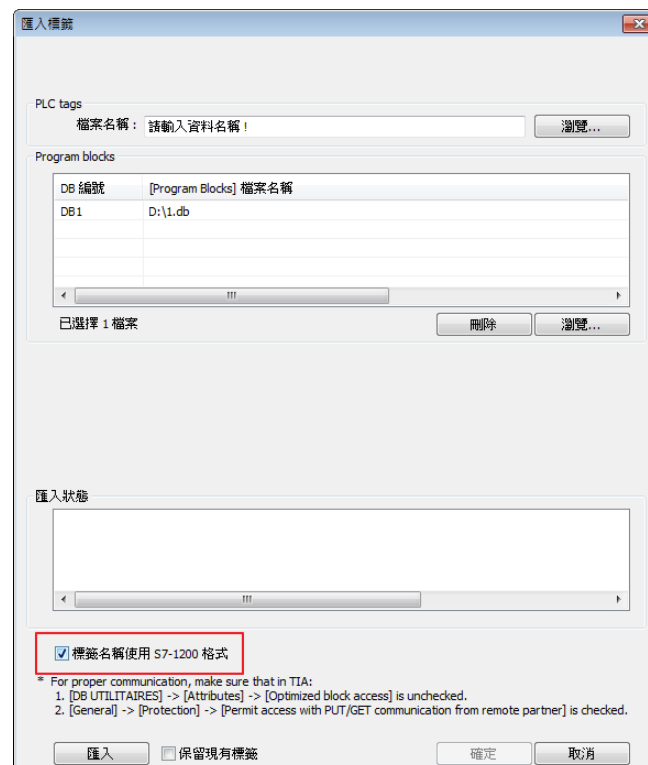 匯入標籤
PLC tags
檔案名稱： 請輸入資料名稱！ 瀏覽...
Program blocks
DB 編號 [Program Blocks] 檔案名稱
DB1 D:\1.db
已選擇 1 檔案 刪除 瀏覽...
匯入狀態
標籤名稱使用 S7-1200 格式
* For proper communication, make sure that in TIA:
1. [DB UTILITAIRES] -> [Attributes] -> [Optimized block access] is unchecked.
2. [General] -> [Protection] -> [Permit access with PUT/GET communication from remote partner] is checked.
匯入 保留現有標籤 確定 取消